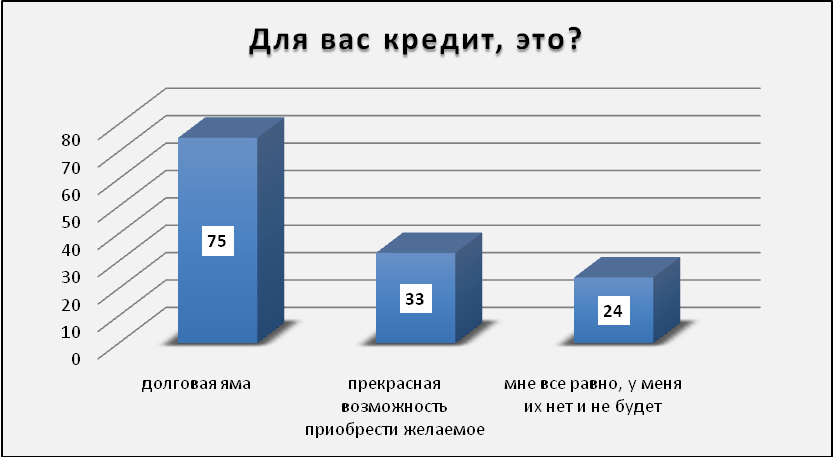 Для вас кредит, это?
80
70
60
50
40
30
20
10
0
75
33
24
долговая яма
прекрасная
возможность
приобрести желаемое
мне все равно, у меня
их нет и не будет